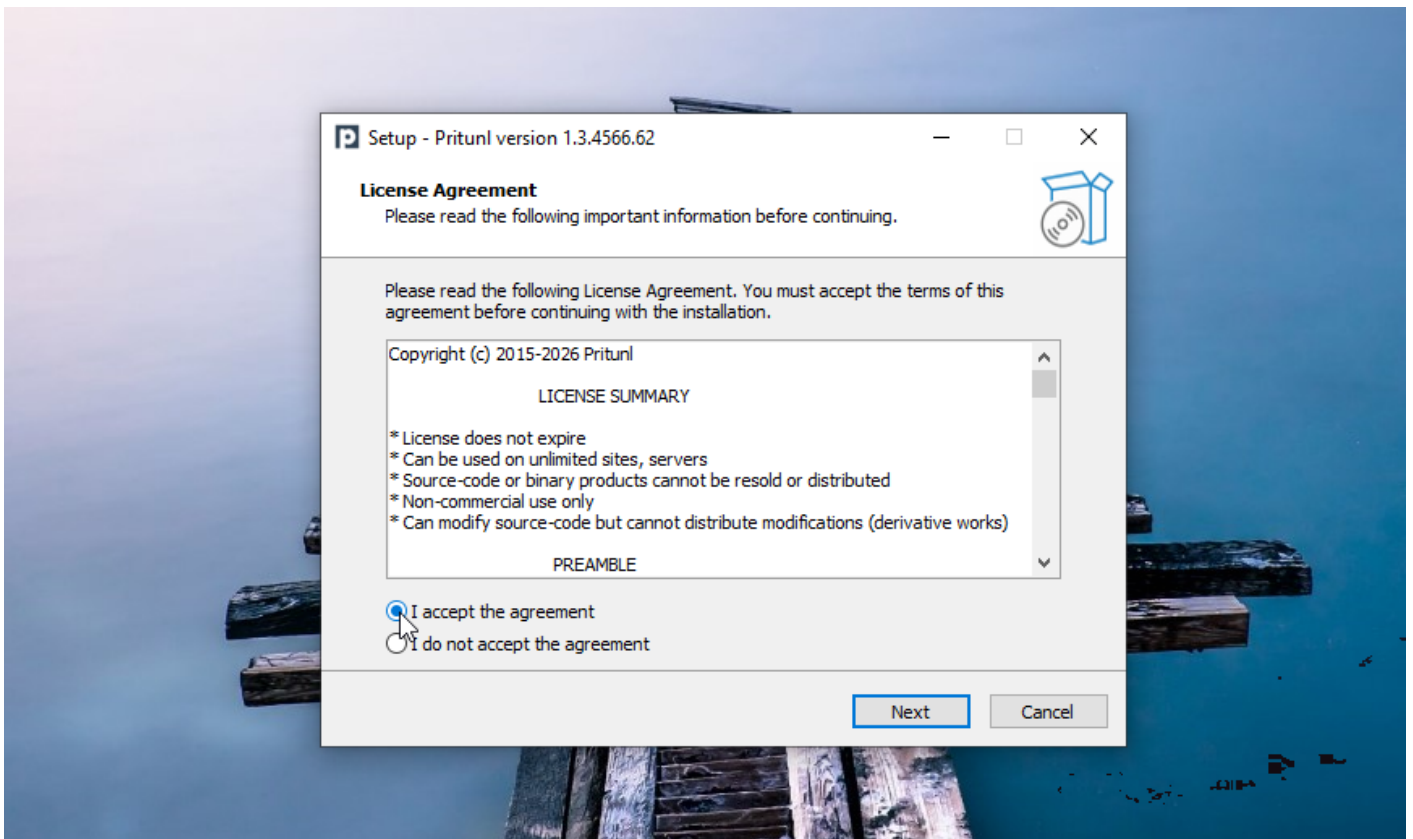 Setup - Pritunl version 1.3.4566.62
License Agreement
Please read the following important information before continuing.
Please read the following License Agreement. You must accept the terms of this
agreement before continuing with the installation.
Copyright (c) 2015-2026 Pritunl
LICENSE SUMMARY
* License does not expire
* Can be used on unlimited sites, servers
* Source-code or binary products cannot be resold or distributed
* Non-commercial use only
* Can modify source-code but cannot distribute modifications (derivative works)
PREAMBLE
I accept the agreement
I do not accept the agreement
Next Cancel